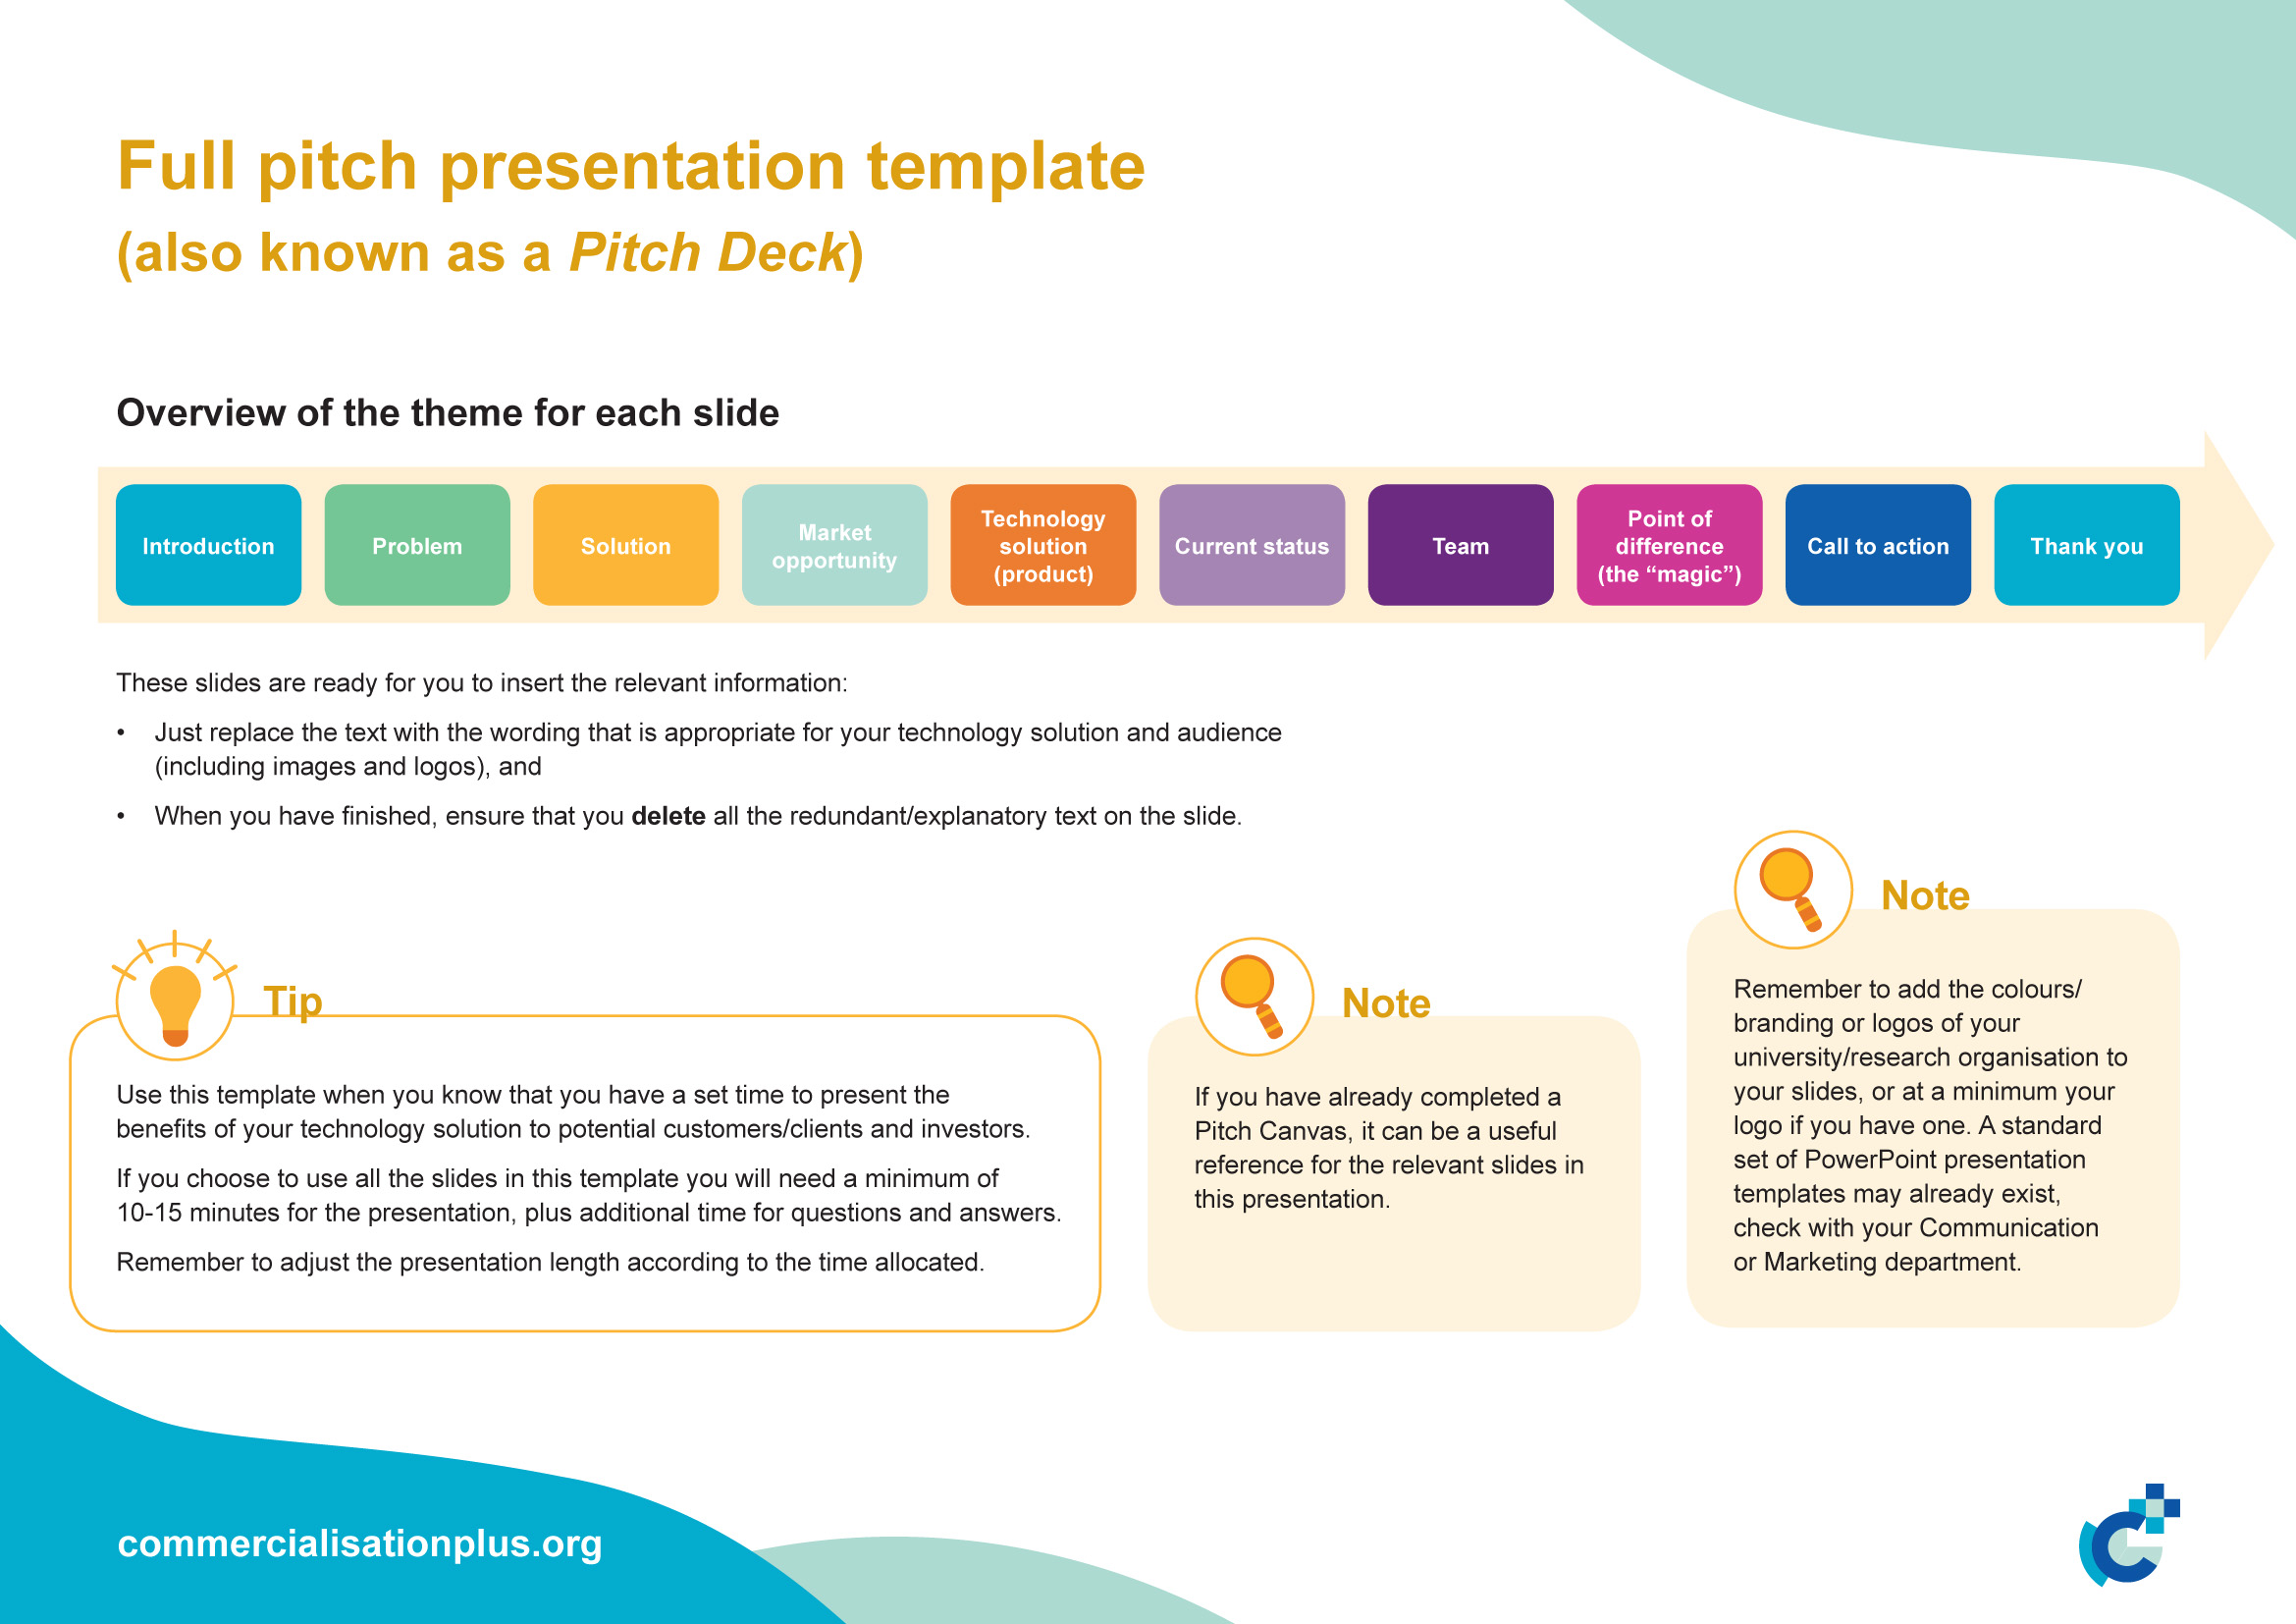 Full pitch presentation template
(also known as a Pitch Deck)
Overview of the theme for each slide
Introduction
Problem
Solution
Market
opportunity
Technology
solution
(product)
Current status
Team
Point of
difference
(the “magic”)
Call to action
Thank you
These slides are ready for you to insert the relevant information:
• Just replace the text with the wording that is appropriate for your technology solution and audience
(including images and logos), and
• When you have finished, ensure that you delete all the redundant/explanatory text on the slide.
Tip
Use this template when you know that you have a set time to present the
benefits of your technology solution to potential customers/clients and investors.
If you choose to use all the slides in this template you will need a minimum of
10-15 minutes for the presentation, plus additional time for questions and answers.
Remember to adjust the presentation length according to the time allocated.
Note
If you have already completed a
Pitch Canvas, it can be a useful
reference for the relevant slides in
this presentation.
Note
Remember to add the colours/
branding or logos of your
university/research organisation to
your slides, or at a minimum your
logo if you have one. A standard
set of PowerPoint presentation
templates may already exist,
check with your Communication
or Marketing department.
commercialisationplus.org